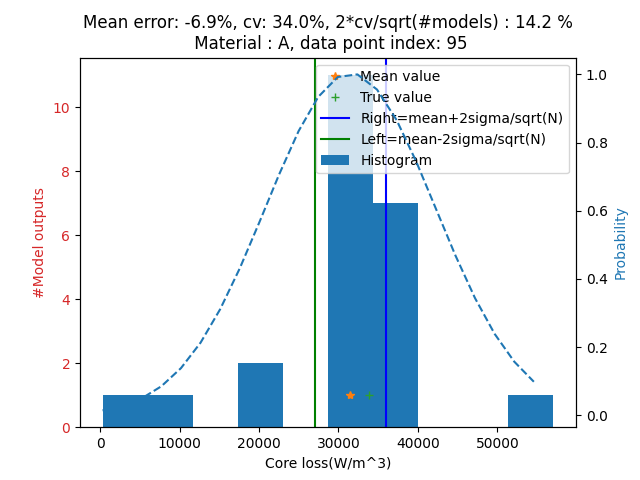 Mean error: -6.9%, cv: 34.0%, 2*cv/sqrt(#models) : 14.2 %
Material : A, data point index: 95
Mean value
True value
Right=mean+2sigma/sqrt(N)
Left=mean-2sigma/sqrt(N)
Histogram
#Model outputs
10
8
6
4
2
0
1.0
0.8
0.6
0.4
0.2
0.0
Probability
0 10000 20000 30000 40000 50000
Core loss(W/m^3)